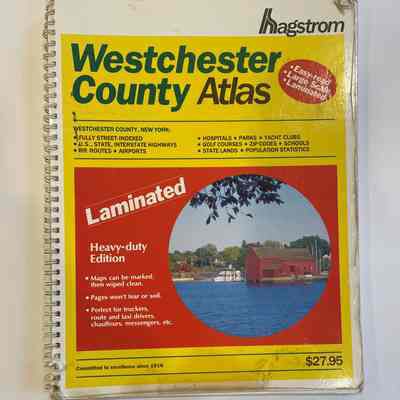 Hagstrom
Westchester
County Atlas
•Easy-read
•Large Scale
•Laminated
WESTCHESTER COUNTY, NEW YORK:
• FULLY STREET-INDEXED
• U.S., STATE, INTERSTATE HIGHWAYS
• BUS ROUTES • AIRPORTS
• HOSPITALS • PARKS • YACHT CLUBS
• GOLF COURSES • ZIP CODES • SCHOOLS
• STATE LANDS • POPULATION STATISTICS
Laminated
Heavy-duty
Edition
• Maps can be marked,
then wiped clean.
• Pages won't tear or soil.
• Perfect for truckers,
route and taxi drivers,
chauffeurs, messengers, etc.
Committed to excellence since 1916
$27.95